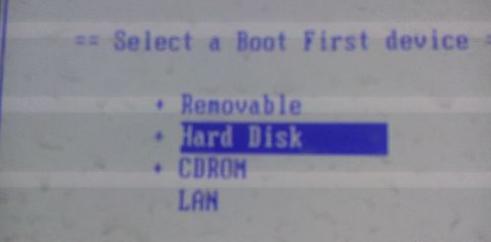 == Select a Boot First device =
+ Removable
+ Hard Disk
+ CDROM
LAN